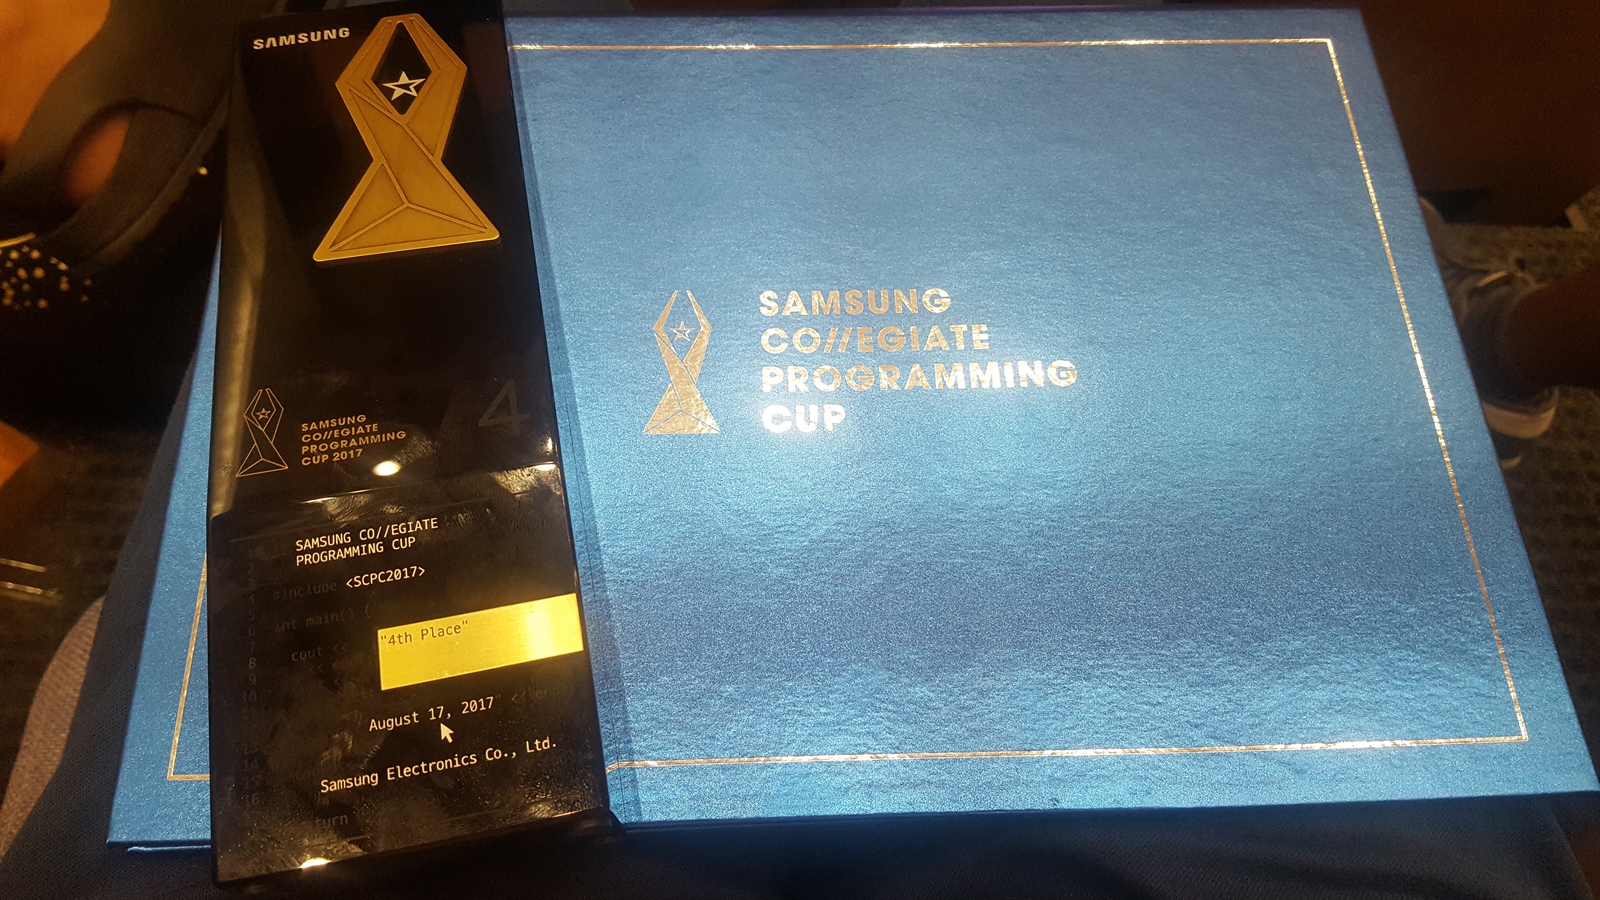 SAMSUNG
4
SAMSUNG
CO//EGIATE
PROGRAMMING
CUP 2017
SAMSUNG CO//EGIATE
PROGRAMMING CUP
#include <SCPC2017>
int main() {
cout <<
"4th Place"
August 17, 2017"
Samsung Electronics Co., Ltd.
SAMSUNG
CO//EGIATE
PROGRAMMING
CUP